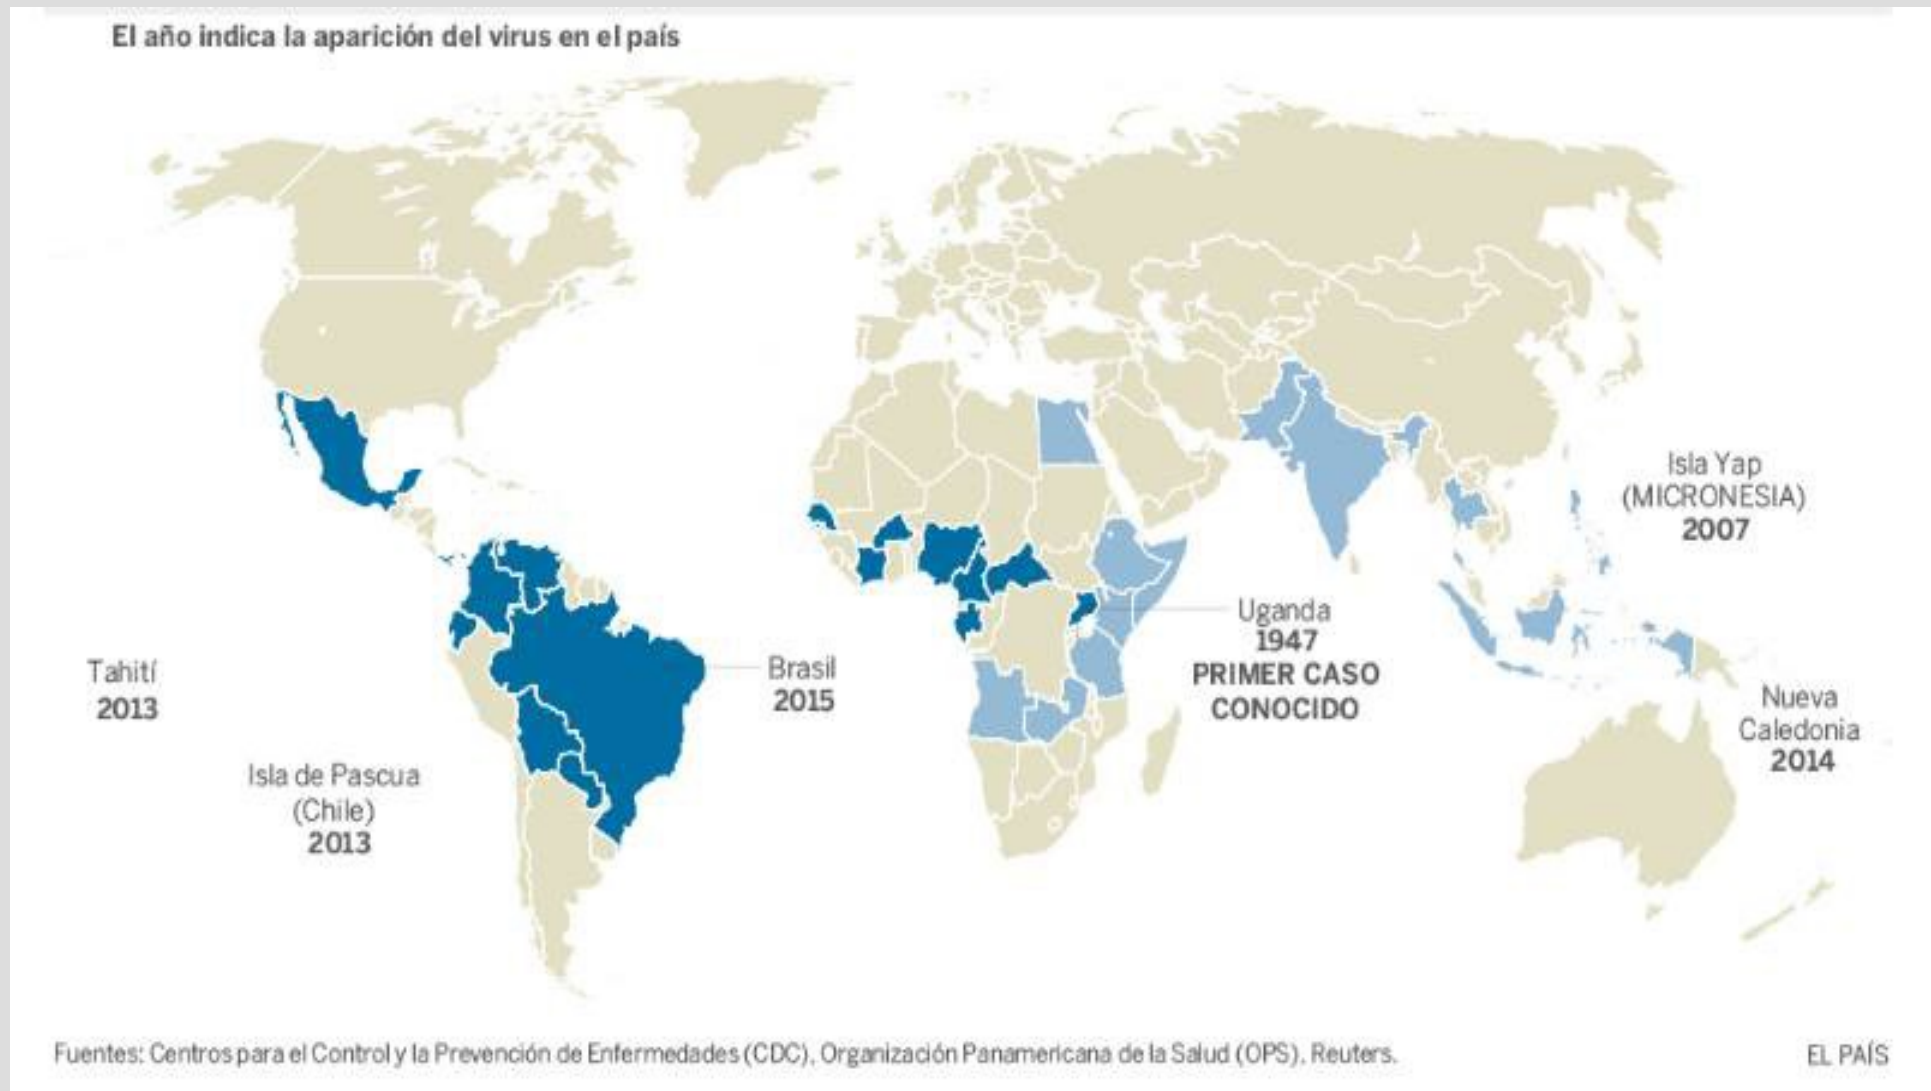 El año indica la aparición del virus en el país
Isla Yap
(MICRONESIA)
2007
Uganda
1947
PRIMER CASO
CONOCIDO
Brasil
2015
Tahití
2013
Nueva
Caledonia
2014
Isla de Pascua
(Chile)
2013
Fuentes: Centros para el Control y la Prevención de Enfermedades (CDC), Organización Panamericana de la Salud (OPS), Reuters.
EL PAÍS